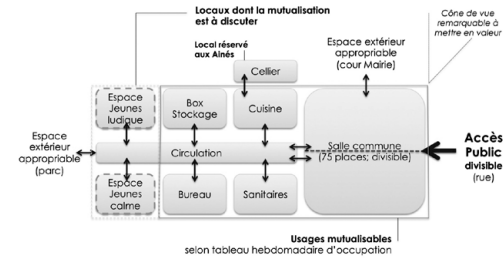 Locaux dont la mutualisation
est à discuter
Cône de vue
remarquable à
mettre en valeur
Local réservé
aux Aînés
Espace extérieur
appropriable
(cour Mairie)
Cellier
Espace
Jeunes
ludique
Box
Stockage
Cuisine
Espace
extérieur
appropriable
(parc)
Circulation
Salle commune
(75 places; divisible)
Accès
Public
divisible
(rue)
Espace
Jeunes
calme
Bureau
Sanitaires
Usages mutualisables
selon tableau hebdomadaire d'occupation